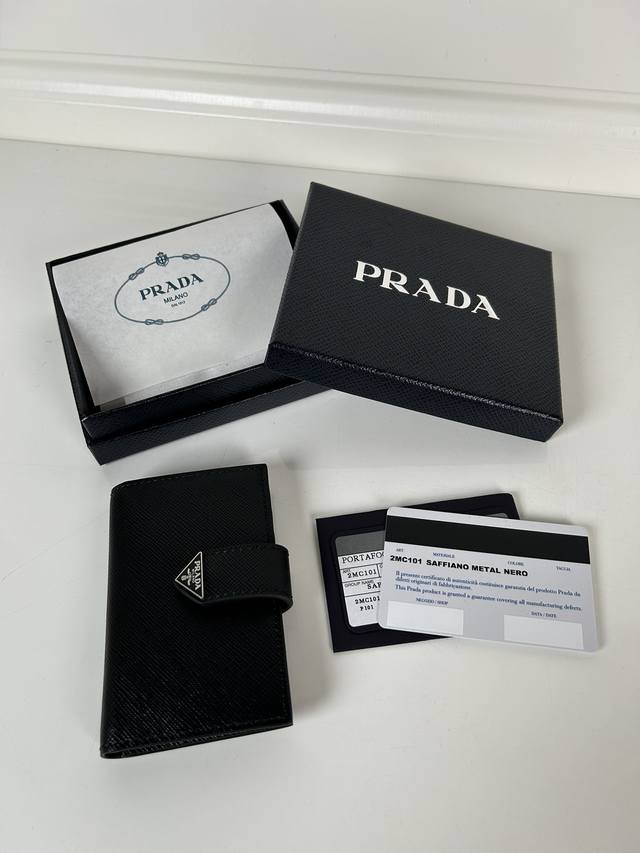 PRADA
MILANO
PRADA
PRADA
PORTAFO
ART.
2MC101
GROUP NAME
SAF
2MC101
P101
ART. MATERIALE COLORE TAGLIA
2MC101 SAFFIANO METAL NERO
Il presente certificato di autenticità costituisce garanzia del prodotto Prada da
difetti originari di fabbricazione.
This Prada product is granted a guarantee covering all manufacturing defects.
NEGOZIO / SHOP
DATA / DATE